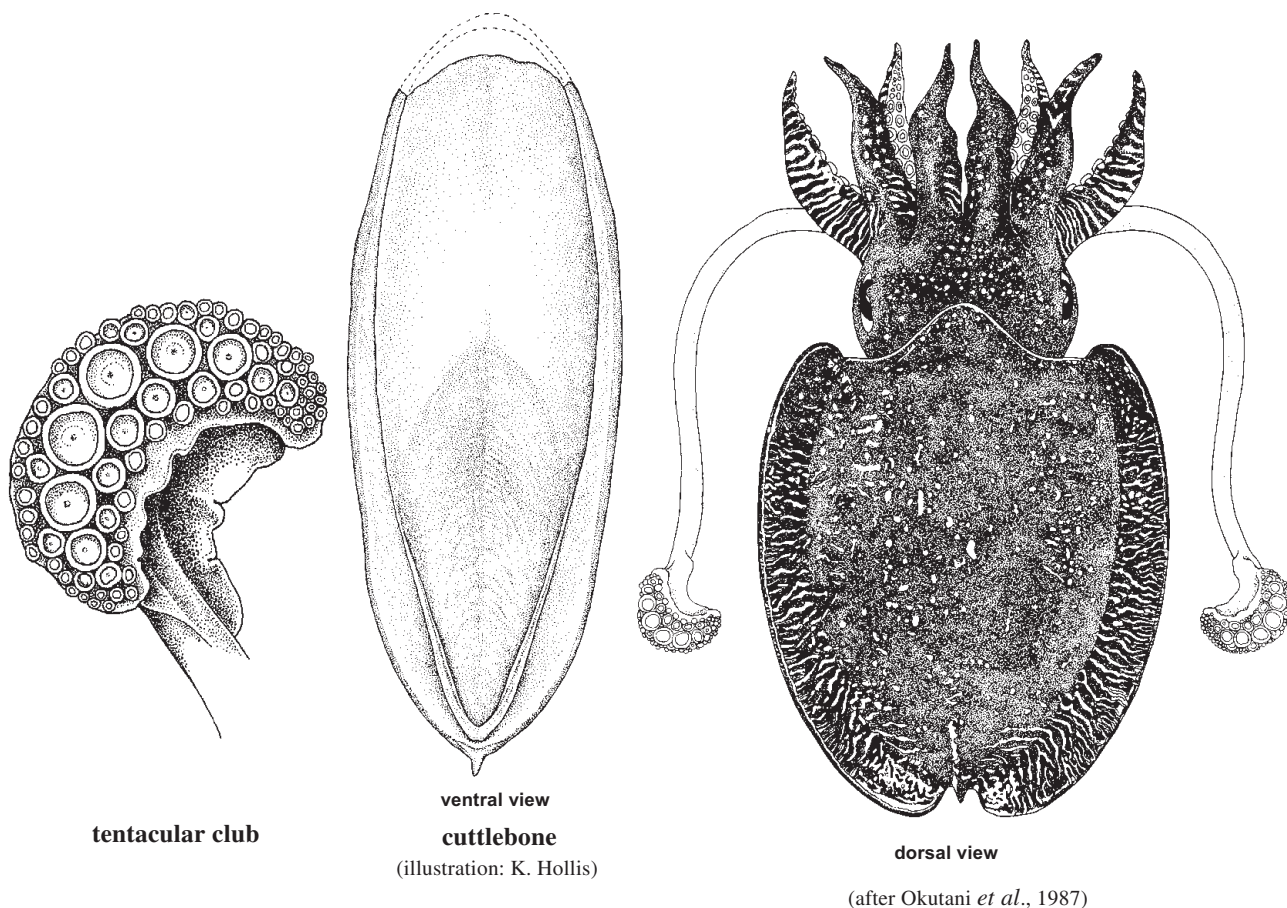 tentacular club
ventral view
cuttlebone
(illustration: K. Hollis)
dorsal view
(after Okutani et al., 1987)